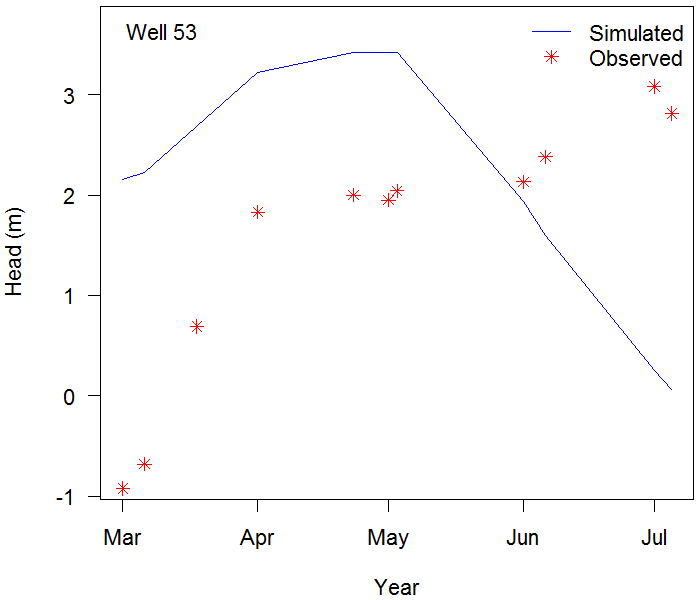 Well 53
Simulated
Observed
Head (m)
3
2
1
0
-1
Mar Apr May Jun Jul
Year